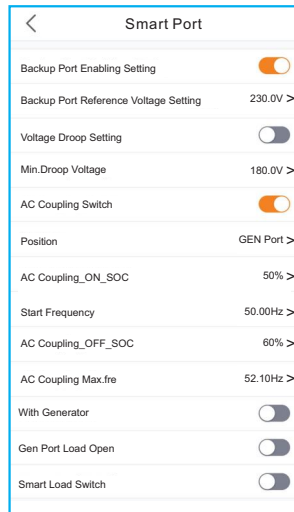 Smart Port
Backup Port Enabling Setting
Backup Port Reference Voltage Setting 230.0V >
Voltage Droop Setting
Min.Droop Voltage 180.0V >
AC Coupling Switch
Position GEN Port >
AC Coupling_ON_SOC 50% >
Start Frequency 50.00Hz >
AC Coupling_OFF_SOC 60% >
AC Coupling Max.fre 52.10Hz >
With Generator
Gen Port Load Open
Smart Load Switch